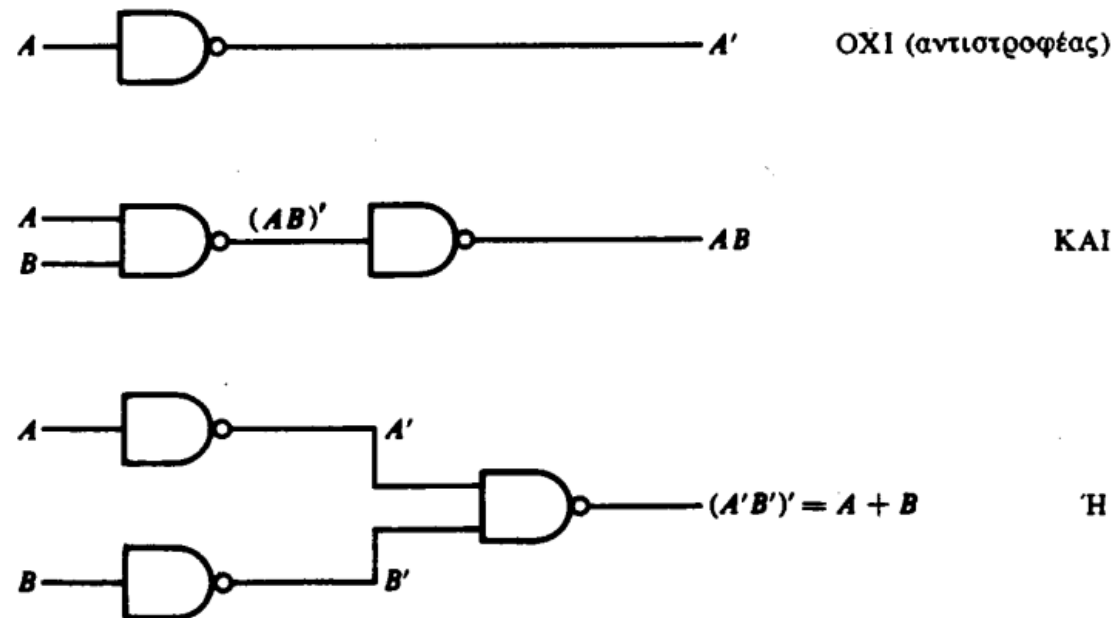 A A' ΟΧΙ (αντιστροφέας)
A (AB)' AB ΚΑΙ
B
A A'
(A'B')' = A + B Ή
B B'